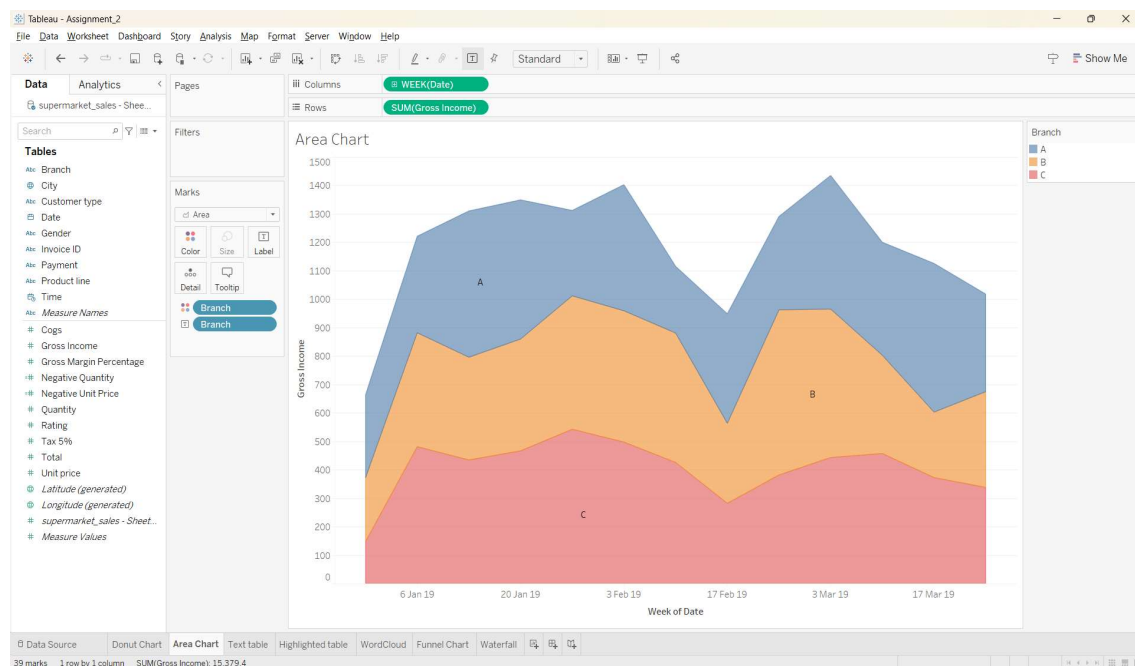 Tableau - Assignment_2
File Data Worksheet Dashboard Story Analysis Map Format Server Window Help
Standard
Show Me
Data Analytics
supermarket_sales - Shee...
Search
Tables
Abc Branch
City
Abc Customer type
Date
Abc Gender
Abc Invoice ID
Abc Payment
Abc Product line
Time
Abc Measure Names
# Cogs
# Gross Income
# Gross Margin Percentage
=# Negative Quantity
=# Negative Unit Price
# Quantity
# Rating
# Tax 5%
# Total
# Unit price
Latitude (generated)
Longitude (generated)
# supermarket_sales - Sheet...
# Measure Values
Pages
Filters
Marks
Area
Color Size Label
Detail Tooltip
Branch
Branch
Columns WEEK(Date)
Rows SUM(Gross Income)
Area Chart
1500
1400
1300
1200
1100
1000
900
800
700
600
500
400
300
200
100
0
Gross Income
A
B
C
6 Jan 19 20 Jan 19 3 Feb 19 17 Feb 19 3 Mar 19 17 Mar 19
Week of Date
Branch
A
B
C
Data Source Donut Chart Area Chart Text table Highlighted table WordCloud Funnel Chart Waterfall
39 marks 1 row by 1 column SUM(Gross Income): 15,379.4